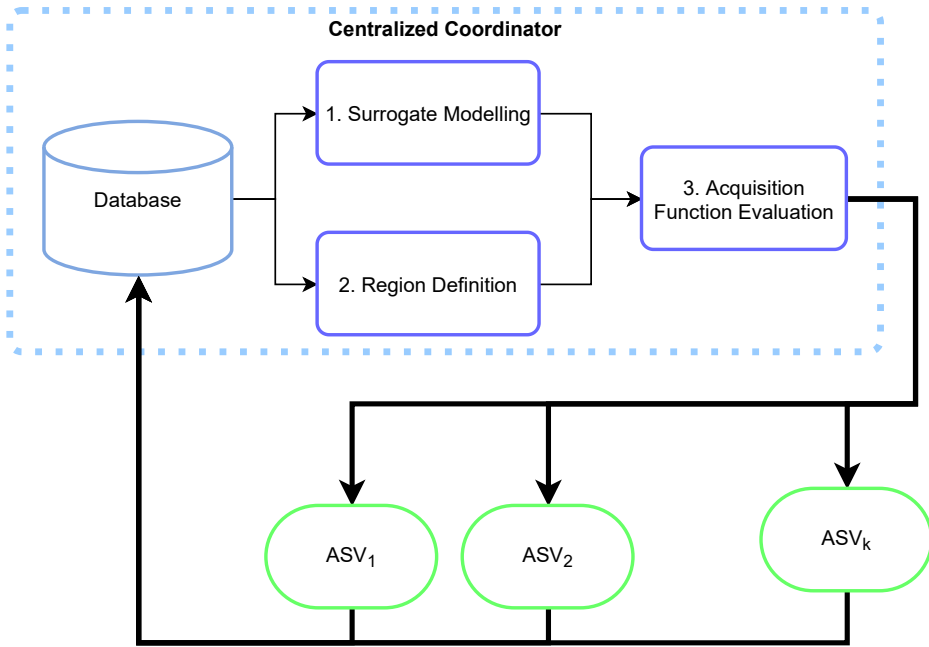 Centralized Coordinator
1. Surrogate Modelling
Database
3. Acquisition
Function Evaluation
2. Region Definition
ASV1
ASV2
ASVk